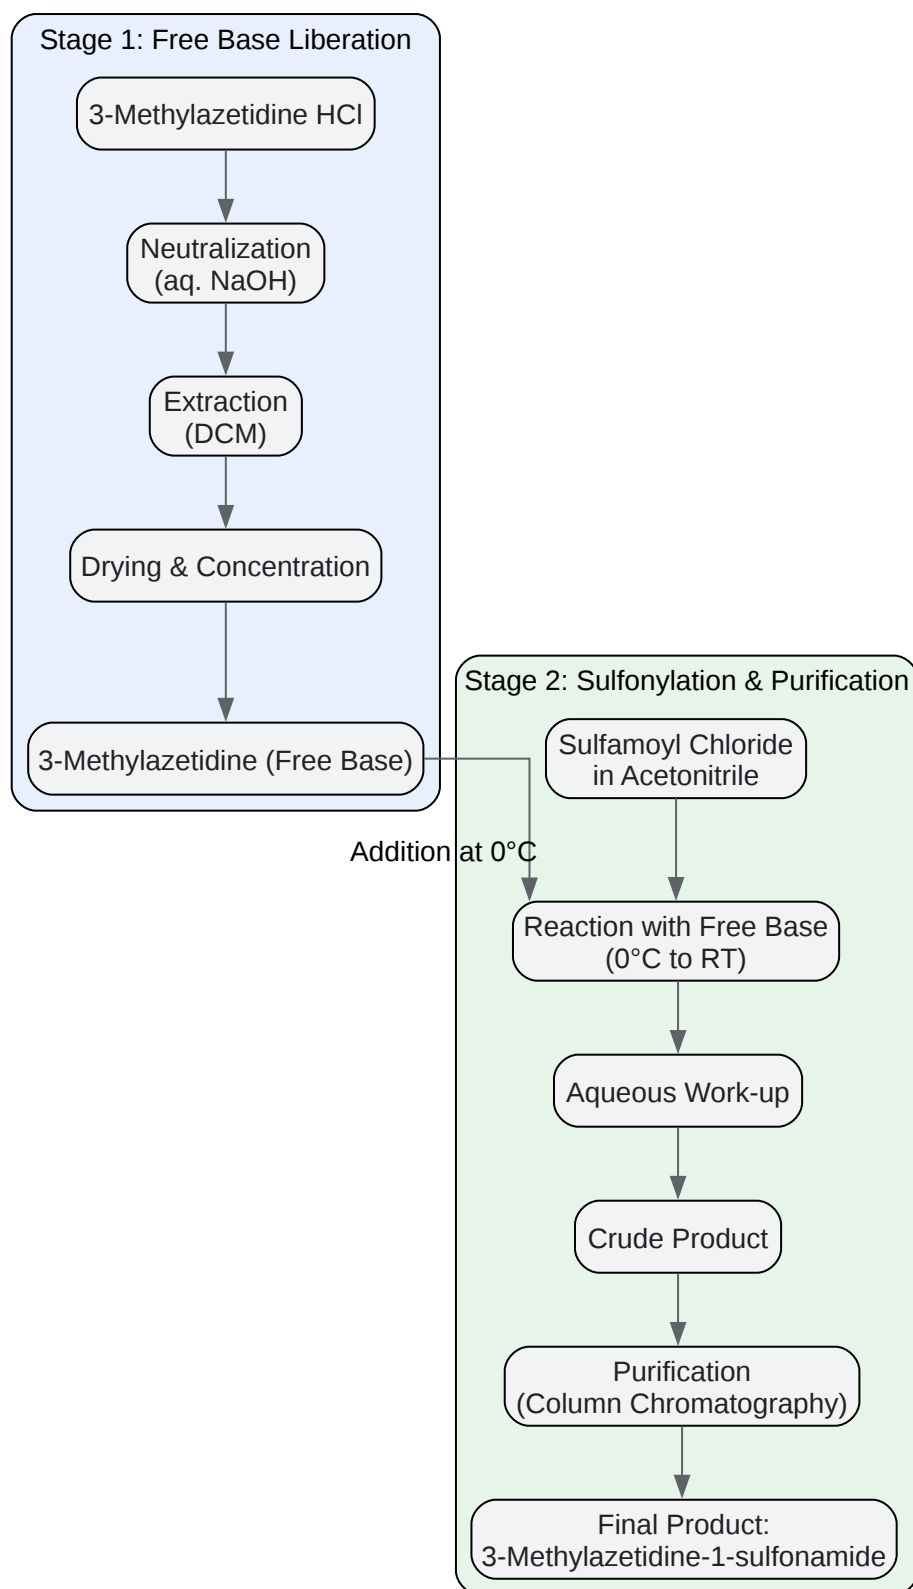 Stage 1: Free Base Liberation
3-Methylazetidine HCl
Neutralization
(aq. NaOH)
Extraction
(DCM)
Drying & Concentration
3-Methylazetidine (Free Base)
Addition at 0°C
Stage 2: Sulfonylation & Purification
Sulfamoyl Chloride
in Acetonitrile
Reaction with Free Base
(0°C to RT)
Aqueous Work-up
Crude Product
Purification
(Column Chromatography)
Final Product:
3-Methylazetidine-1-sulfonamide